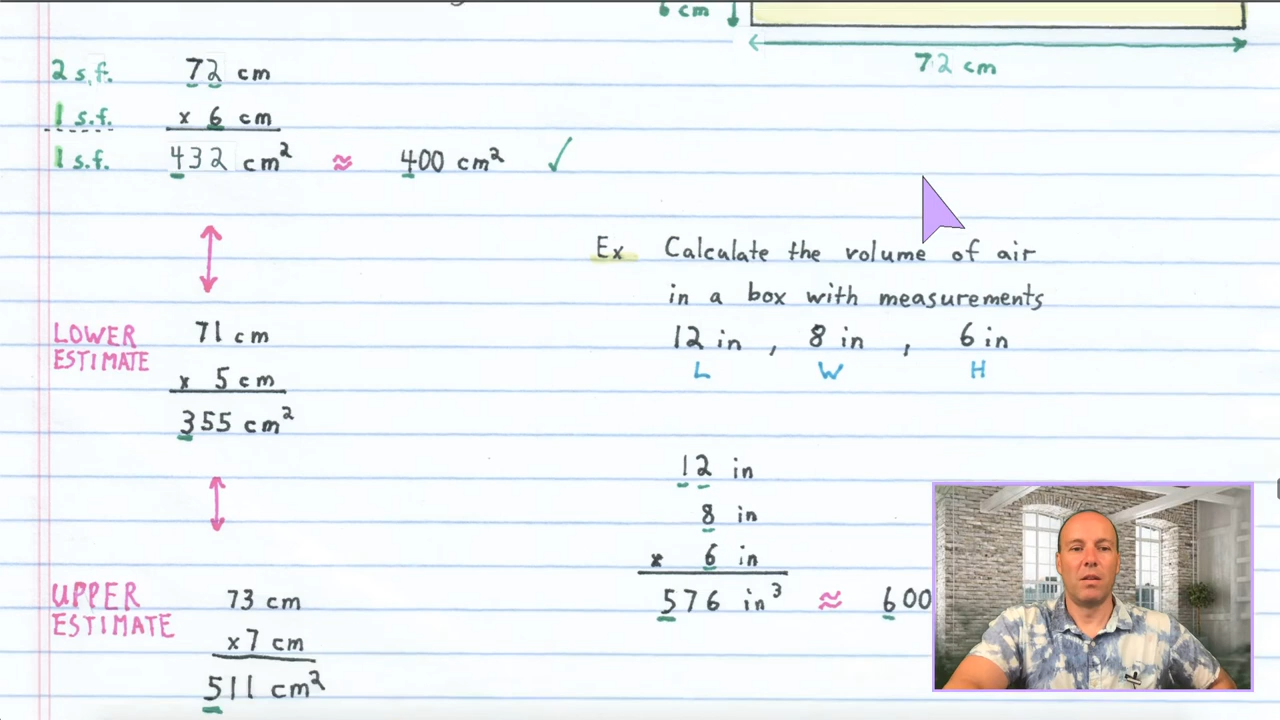 6 cm
72 cm
2 s.f. 72 cm
1 s.f. x 6 cm
1 s.f. 432 cm² ≈ 400 cm² ✓
LOWER ESTIMATE
71 cm
x 5 cm
355 cm²
UPPER ESTIMATE
73 cm
x 7 cm
511 cm²
Ex Calculate the volume of air
in a box with measurements
12 in , 8 in , 6 in
L W H
12 in
8 in
x 6 in
576 in³ ≈ 600